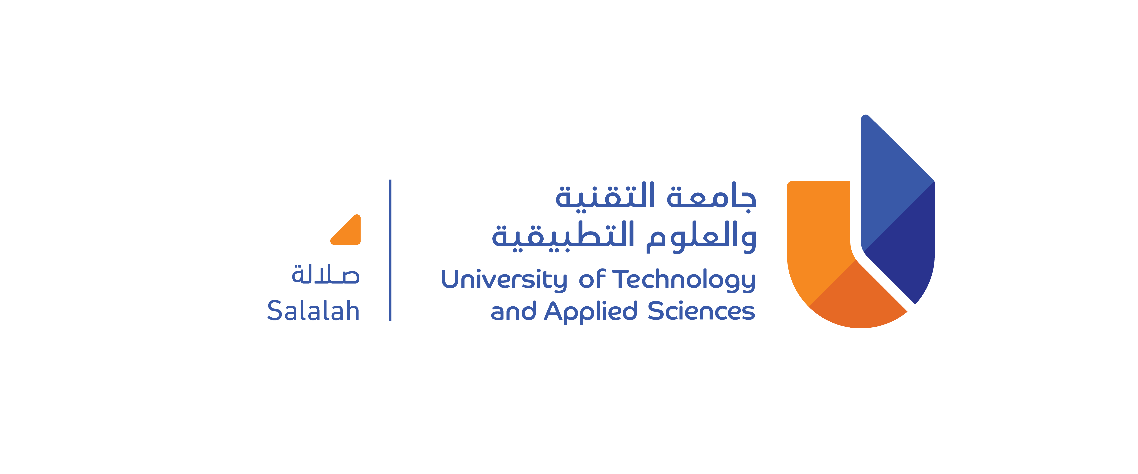 جامعة التقنية
والعلوم التطبيقية
University of Technology
and Applied Sciences
صلالة
Salalah